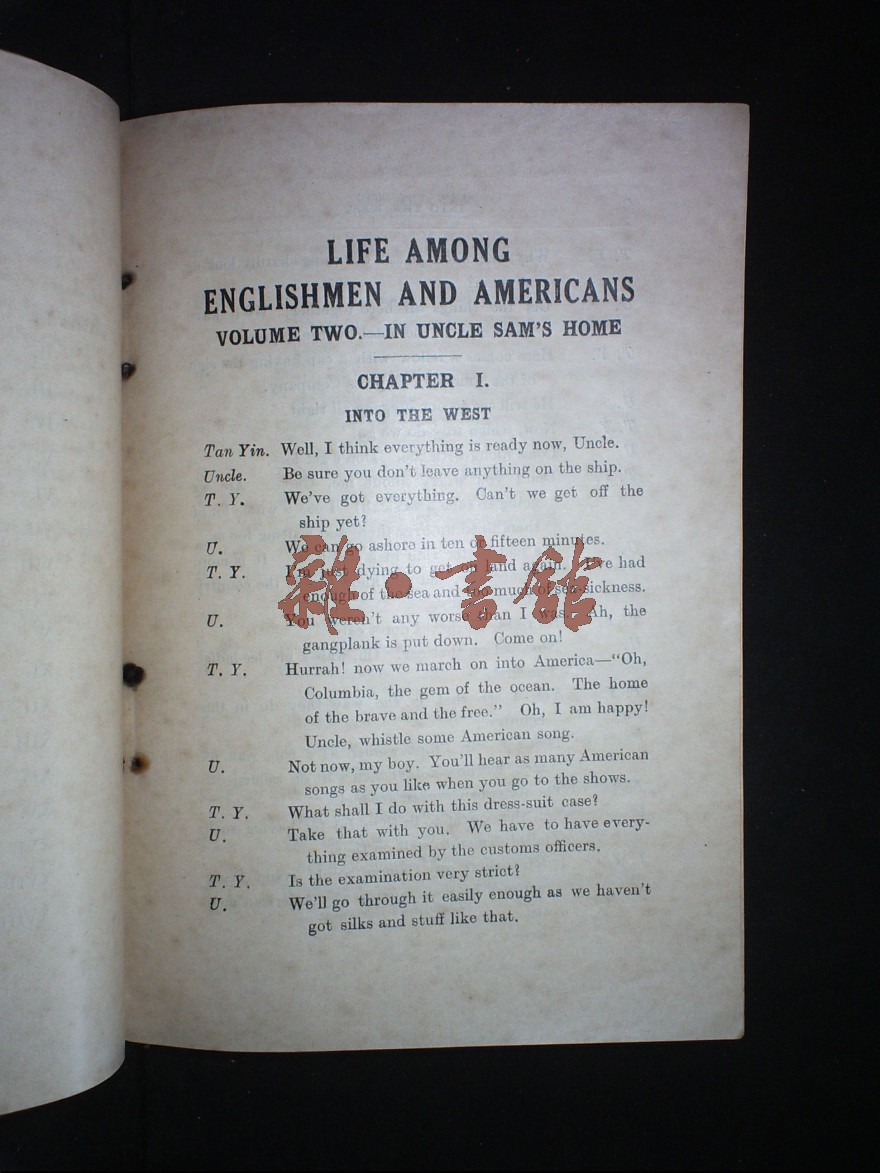 LIFE AMONG
ENGLISHMEN AND AMERICANS
VOLUME TWO.—IN UNCLE SAM'S HOME
CHAPTER I.
INTO THE WEST
Tan Yin. Well, I think everything is ready now, Uncle.
Uncle. Be sure you don't leave anything on the ship.
T. Y. We've got everything. Can't we get off the
ship yet?
U. We can go ashore in ten or fifteen minutes.
T. Y. I'm just dying to get on land again. I've had
enough of the sea and too much of sea-sickness.
U. You weren't any worse than I was. Ah, the
gangplank is put down. Come on!
T. Y. Hurrah! now we march on into America—"Oh,
Columbia, the gem of the ocean. The home
of the brave and the free." Oh, I am happy!
Uncle, whistle some American song.
U. Not now, my boy. You'll hear as many American
songs as you like when you go to the shows.
T. Y. What shall I do with this dress-suit case?
U. Take that with you. We have to have every-
thing examined by the customs officers.
T. Y. Is the examination very strict?
U. We'll go through it easily enough as we haven't
got silks and stuff like that.
雜·書館